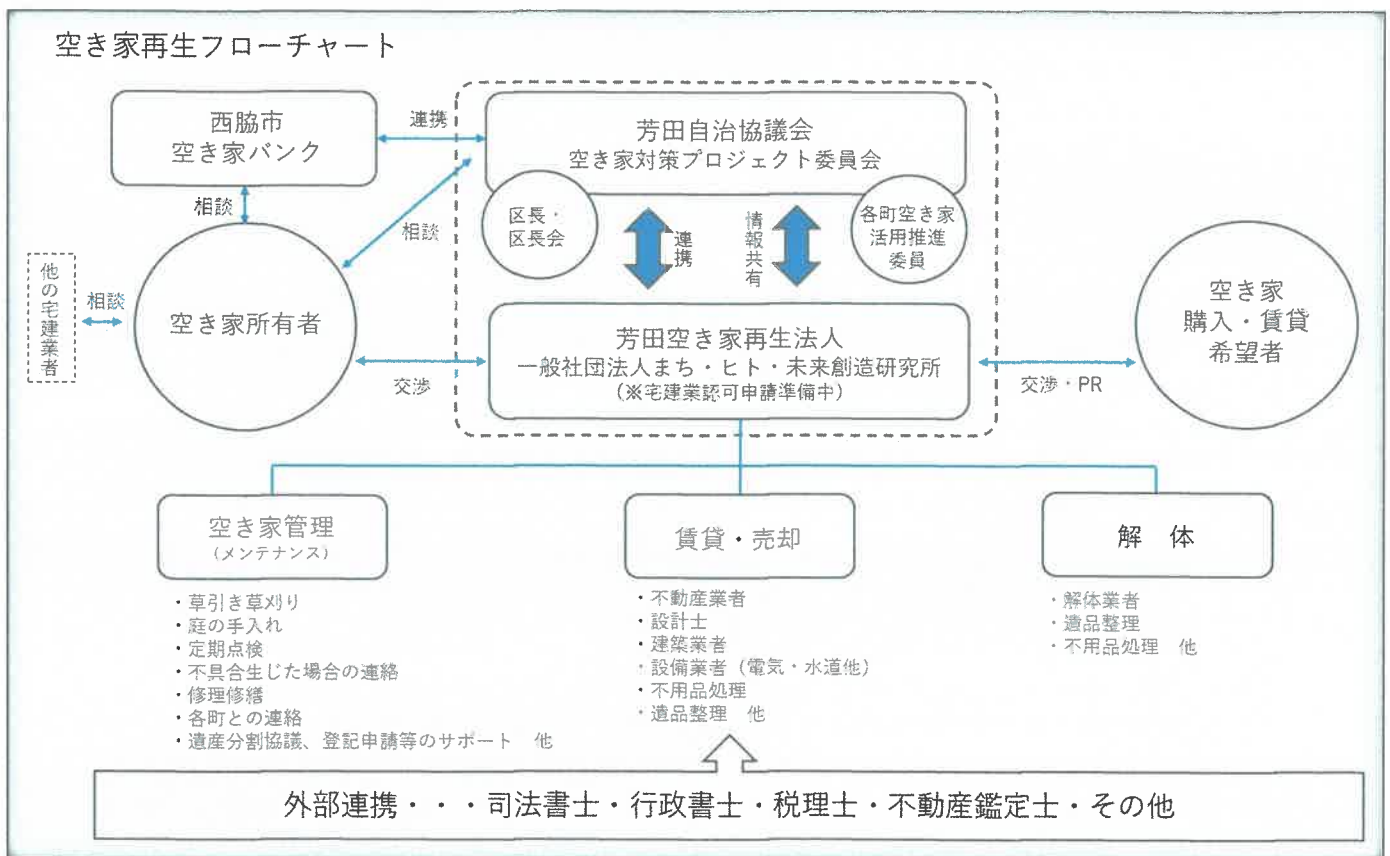 空き家再生フローチャート
西脇市
空き家バンク
連携
芳田自治協議会
空き家対策プロジェクト委員会
相談
相談
区長・
区長会
連携
情報共有
各町空き家
活用推進
委員
他の宅建業者
相談
空き家所有者
空き家
購入・賃貸
希望者
芳田空き家再生法人
一般社団法人まち・ヒト・未来創造研究所
(※宅建業認可申請準備中)
交渉
交渉・PR
空き家管理
(メンテナンス)
・草引き草刈り
・庭の手入れ
・定期点検
・不具合生じた場合の連絡
・修理修繕
・各町との連絡
・遺産分割協議、登記申請等のサポート 他
賃貸・売却
・不動産業者
・設計士
・建築業者
・設備業者（電気・水道他）
・不用品処理
・遺品整理 他
解 体
・解体業者
・遺品整理
・不用品処理 他
外部連携・・・司法書士・行政書士・税理士・不動産鑑定士・その他